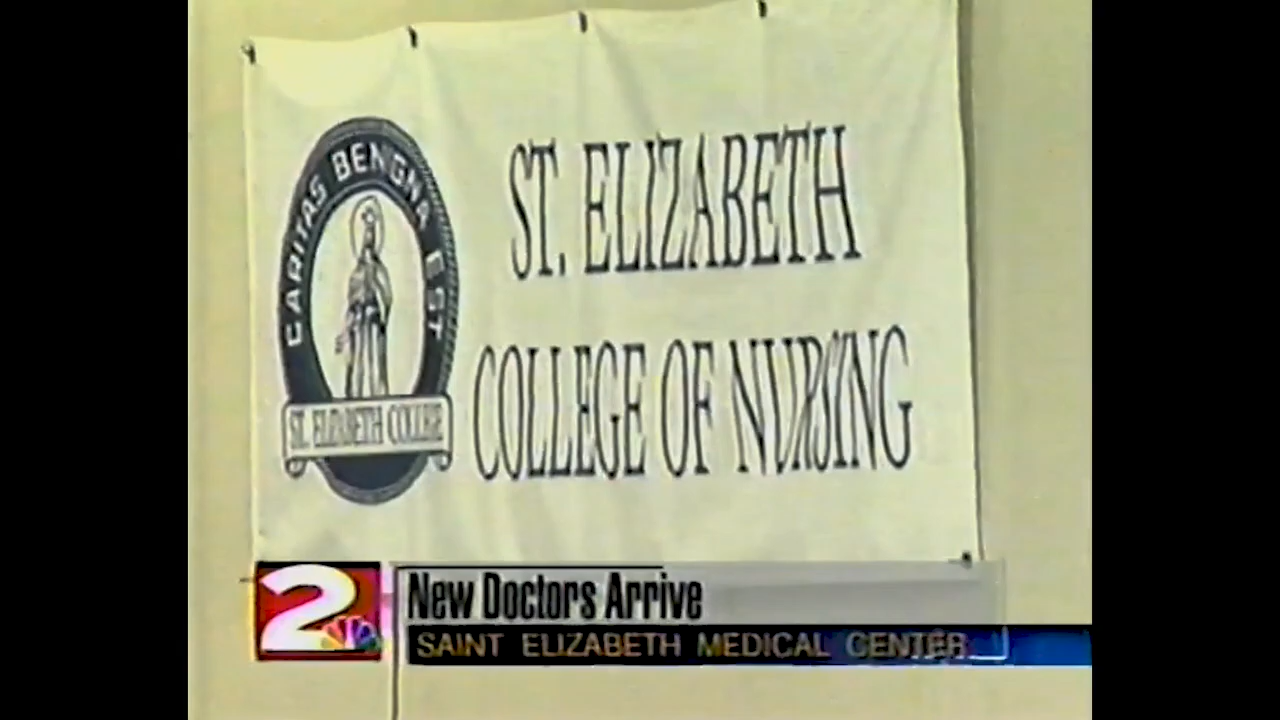 CARITAS BENIGNA EST
ST. ELIZABETH COLLEGE
ST. ELIZABETH
COLLEGE OF NURSING
2
New Doctors Arrive
SAINT ELIZABETH MEDICAL CENTER